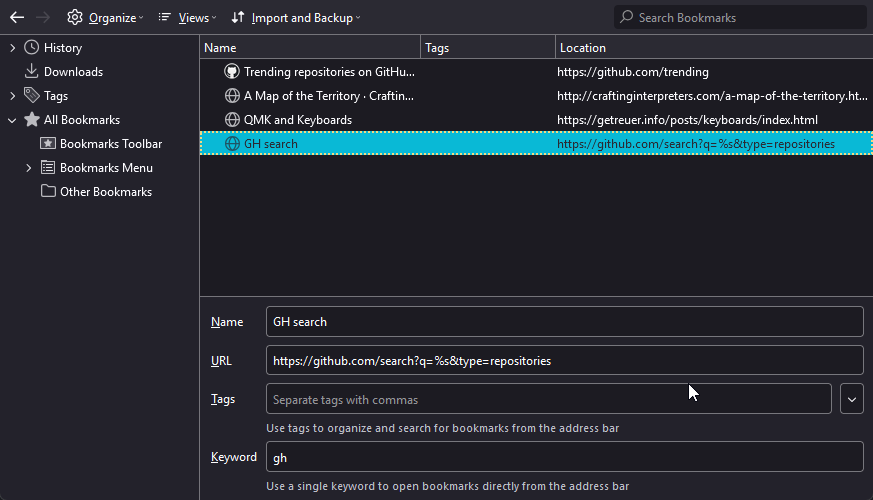 Organize Views Import and Backup Search Bookmarks
History
Downloads
Tags
All Bookmarks
Bookmarks Toolbar
Bookmarks Menu
Other Bookmarks
Name Tags Location
Trending repositories on GitHu... https://github.com/trending
A Map of the Territory · Craftin... http://craftinginterpreters.com/a-map-of-the-territory.ht...
QMK and Keyboards https://getreuer.info/posts/keyboards/index.html
GH search https://github.com/search?q=%s&type=repositories
Name GH search
URL https://github.com/search?q=%s&type=repositories
Tags Separate tags with commas
Use tags to organize and search for bookmarks from the address bar
Keyword gh
Use a single keyword to open bookmarks directly from the address bar